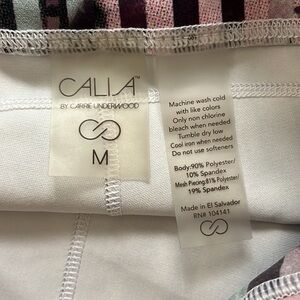 CALIA™
BY CARRIE UNDERWOOD
M
Machine wash cold
with like colors
Only non chlorine
bleach when needed
Tumble dry low
Cool iron when needed
Do not use softeners
Body:90% Polyester/
10% Spandex
Mesh Piecing:81% Polyester/
19% Spandex
Made in El Salvador
RN# 104141